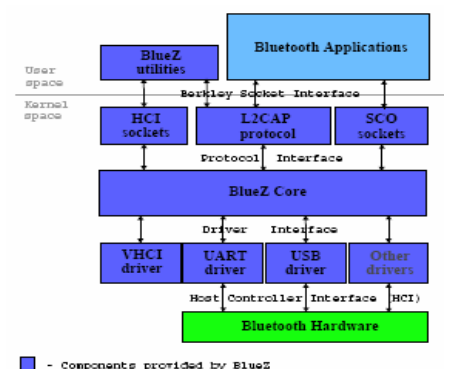 BlueZ
utilities
Bluetooth Applications
User
space
Berkley Socket Interface
Kernel
space
HCI
sockets
L2CAP
protocol
SCO
sockets
Protocol Interface
BlueZ Core
Driver Interface
VHCI
driver
UART
driver
USB
driver
Other
drivers
Host Controller Interface (HCI)
Bluetooth Hardware
- Components provided by BlueZ